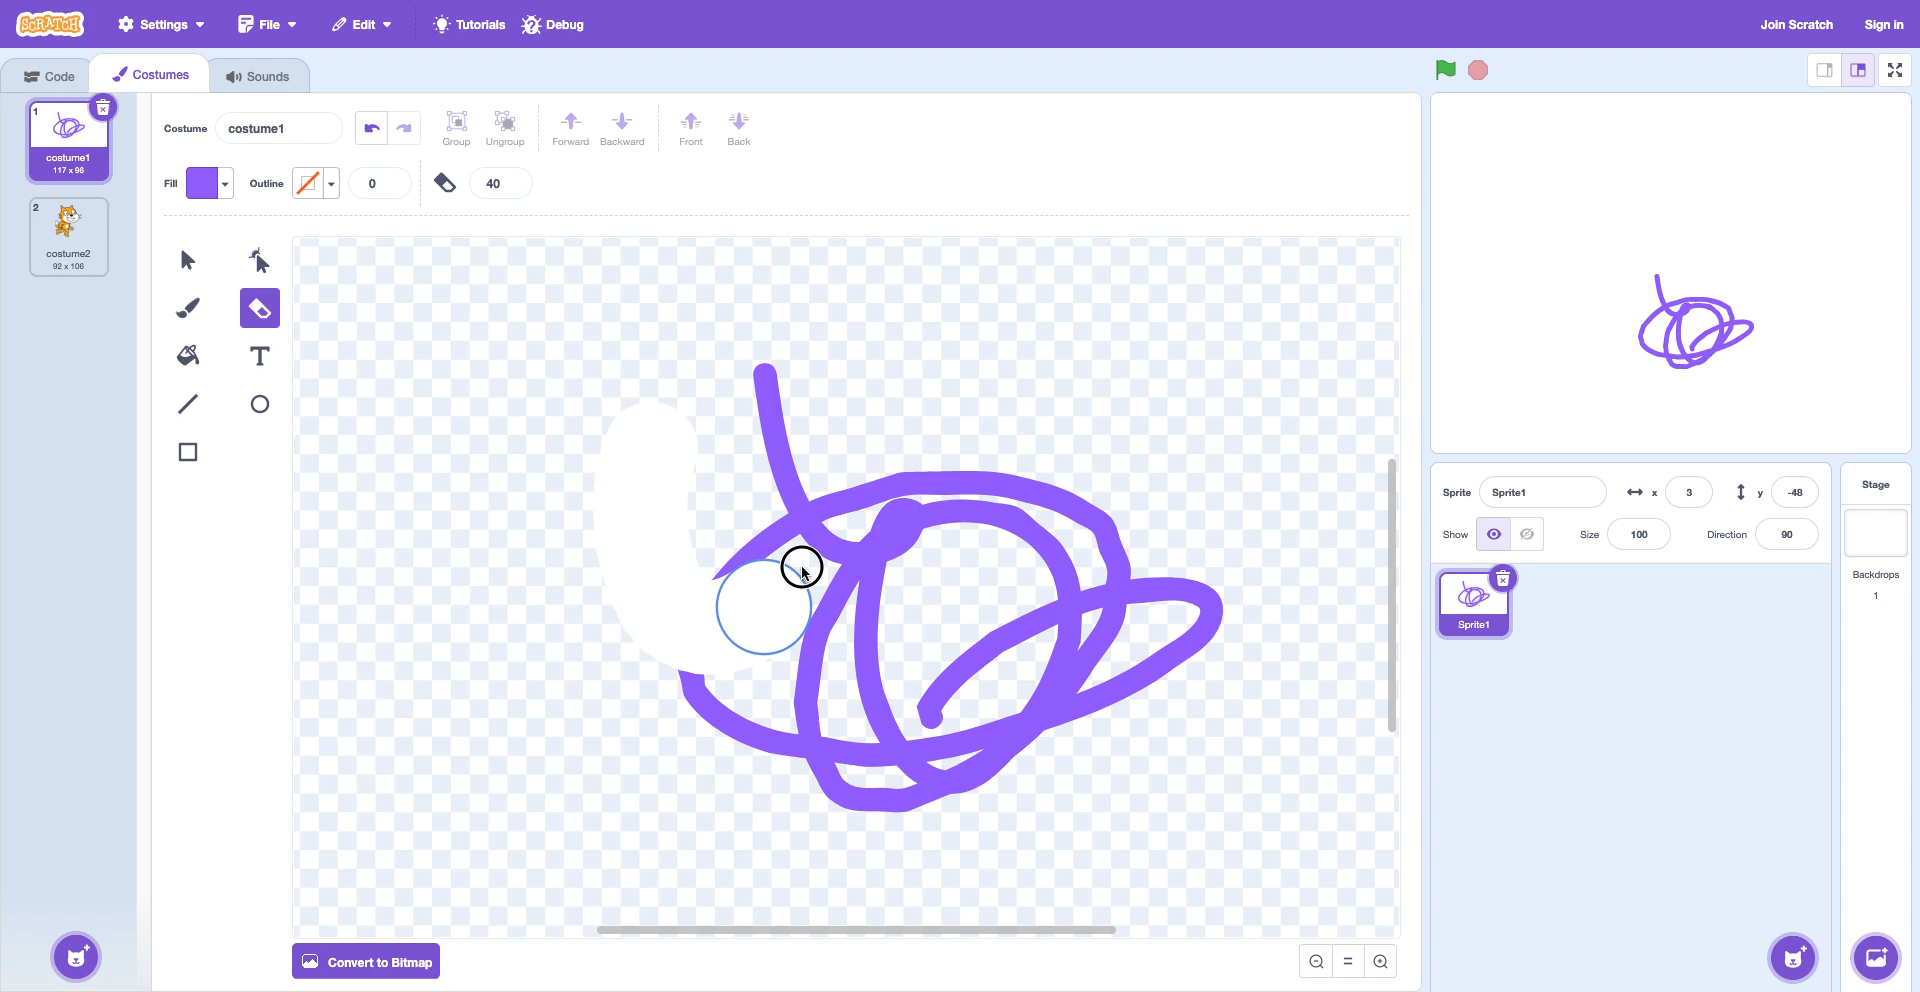 SCRATCH Settings File Edit Tutorials Debug Join Scratch Sign in
Code Costumes Sounds
1
costume1
117 x 96
2
costume2
92 x 106
Costume costume1 Group Ungroup Forward Backward Front Back
Fill Outline 0 40
T
Convert to Bitmap
Sprite Sprite1 x 3 y -48
Show Size 100 Direction 90
Sprite1
Stage
Backdrops
1